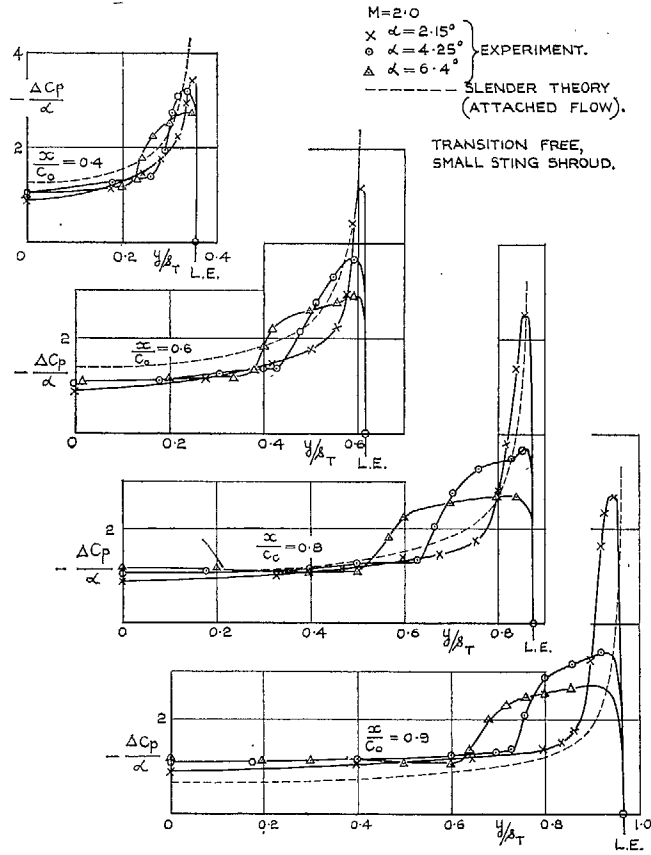 M=2.0
× α=2.15°
⊙ α=4.25° EXPERIMENT.
△ α=6.4°
----- SLENDER THEORY
(ATTACHED FLOW).
TRANSITION FREE,
SMALL STING SHROUD.
4
-ΔCp/α
2
x/C₀ = 0.4
0 0.2 y/s_T 0.4
L.E.
2
-ΔCp/α
x/C₀ = 0.6
0 0.2 0.4 y/s_T 0.6
L.E.
2
-ΔCp/α
x/C₀ = 0.8
0 0.2 0.4 0.6 y/s_T 0.8
L.E.
2
-ΔCp/α
x/C₀ = 0.9
0 0.2 0.4 0.6 y/s_T 0.8 1.0
L.E.